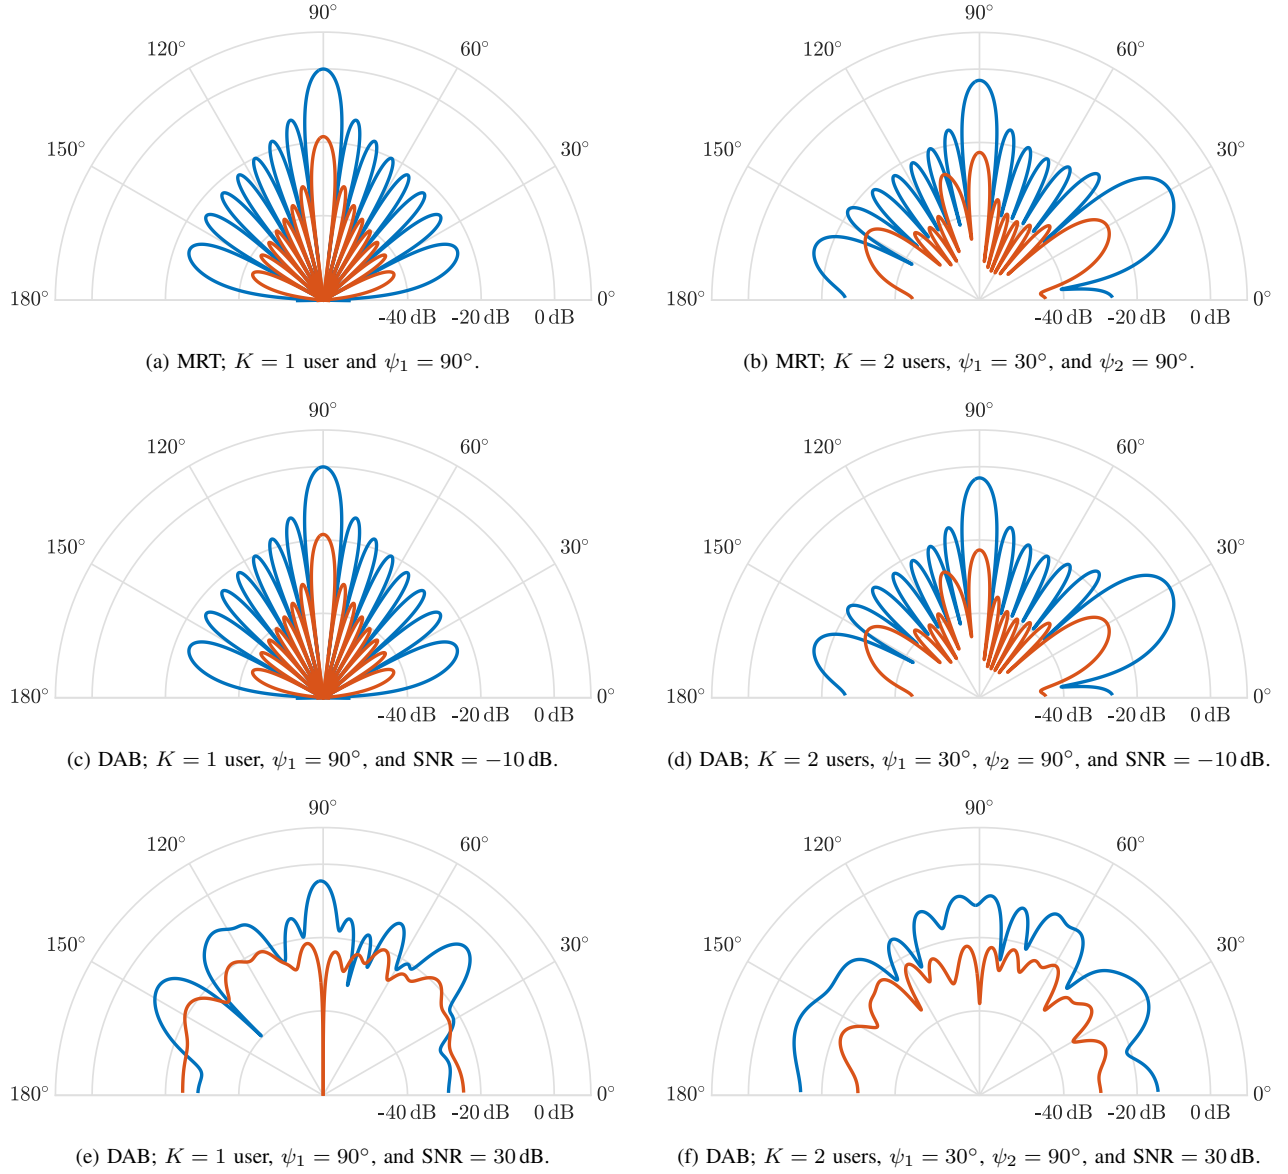 90°
90°
120°
60°
120°
60°
150°
30°
150°
30°
180°
-40 dB
-20 dB
0 dB
0°
180°
-40 dB
-20 dB
0 dB
0°
(a) MRT; K = 1 user and ψ₁ = 90°.
(b) MRT; K = 2 users, ψ₁ = 30°, and ψ₂ = 90°.
90°
90°
120°
60°
120°
60°
150°
30°
150°
30°
180°
-40 dB
-20 dB
0 dB
0°
180°
-40 dB
-20 dB
0 dB
0°
(c) DAB; K = 1 user, ψ₁ = 90°, and SNR = −10 dB.
(d) DAB; K = 2 users, ψ₁ = 30°, ψ₂ = 90°, and SNR = −10 dB.
90°
90°
120°
60°
120°
60°
150°
30°
150°
30°
180°
-40 dB
-20 dB
0 dB
0°
180°
-40 dB
-20 dB
0 dB
0°
(e) DAB; K = 1 user, ψ₁ = 90°, and SNR = 30 dB.
(f) DAB; K = 2 users, ψ₁ = 30°, ψ₂ = 90°, and SNR = 30 dB.